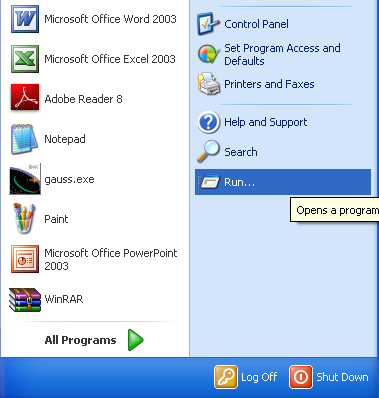 Microsoft Office Word 2003
Microsoft Office Excel 2003
Adobe Reader 8
Notepad
gauss.exe
Paint
Microsoft Office PowerPoint
2003
WinRAR
All Programs
Control Panel
Set Program Access and
Defaults
Printers and Faxes
Help and Support
Search
Run...
Opens a program
Log Off
Shut Down